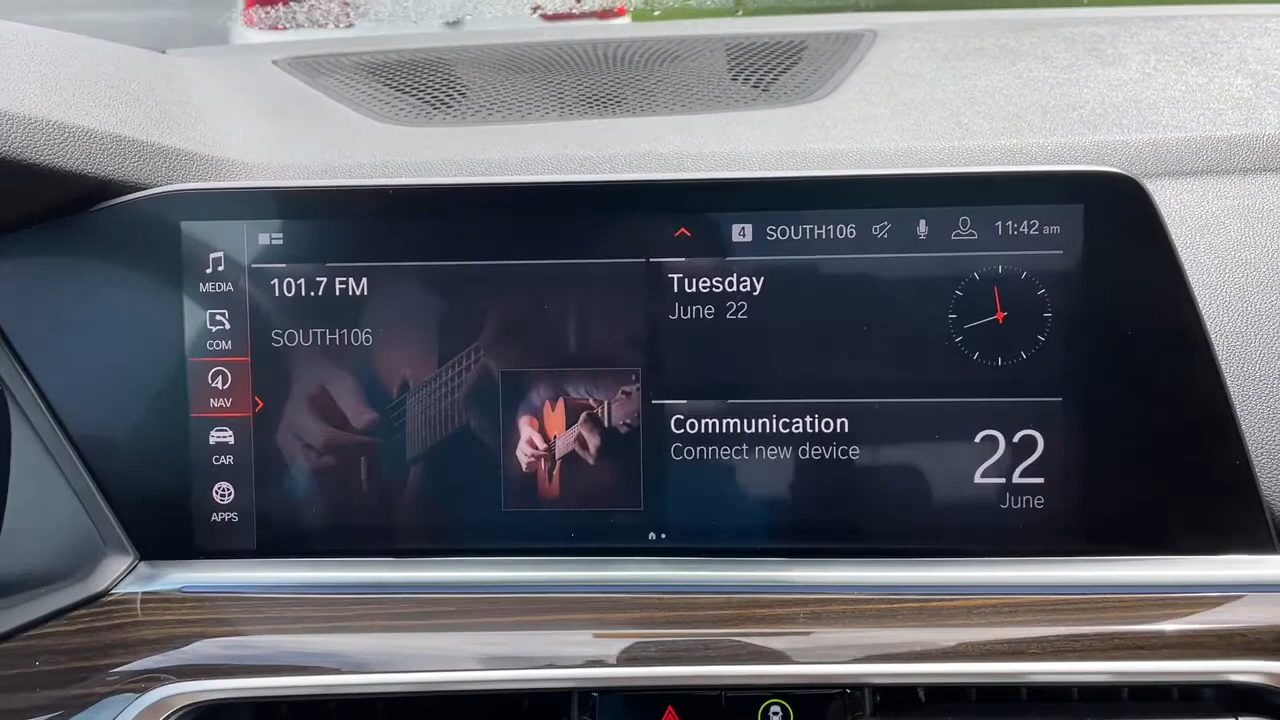 MEDIA
COM
NAV
CAR
APPS
101.7 FM
SOUTH106
4 SOUTH106 11:42 am
Tuesday
June 22
Communication
Connect new device
22
June